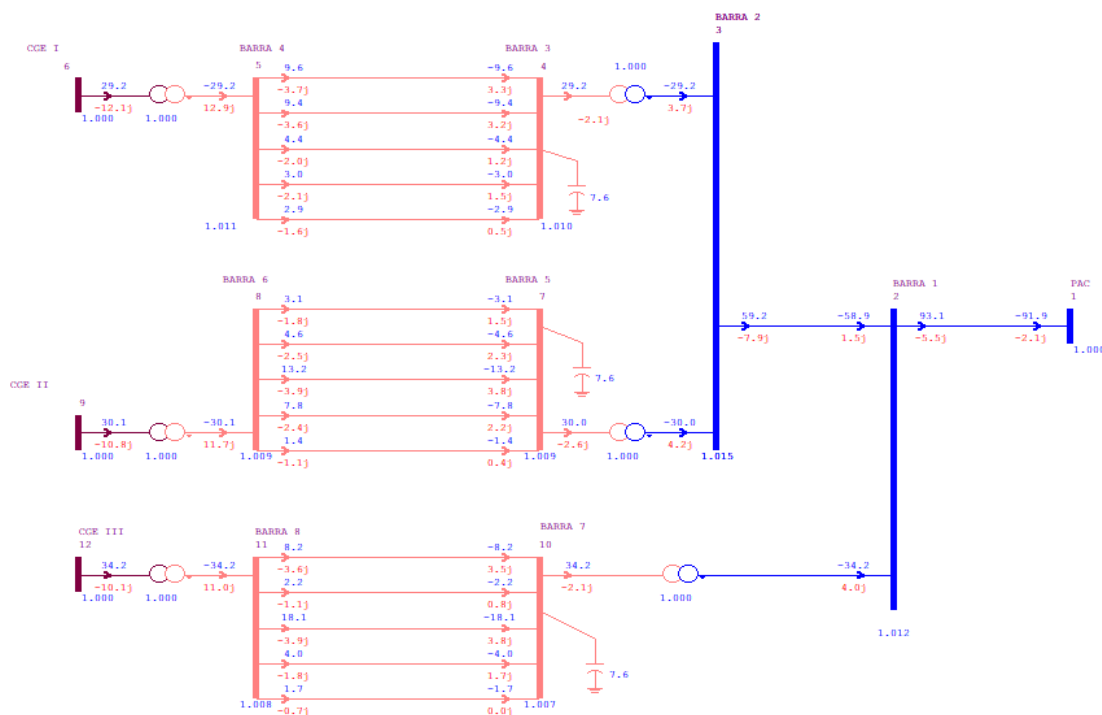 BARRA 2
3
CGE I
6
BARRA 4
5
BARRA 3
4
1.000
29.2
-12.1j
1.000
1.000
-29.2
12.9j
9.6
-3.7j
-9.6
3.3j
9.4
-3.6j
-9.4
3.2j
4.4
-2.0j
-4.4
1.2j
3.0
-2.1j
-3.0
1.5j
2.9
-1.6j
-2.9
0.5j
1.011
1.010
7.6
29.2
-2.1j
-29.2
3.7j
BARRA 6
8
BARRA 5
7
BARRA 1
2
PAC
1
3.1
-1.8j
-3.1
1.5j
4.6
-2.5j
-4.6
2.3j
13.2
-3.9j
-13.2
3.8j
7.8
-2.4j
-7.8
2.2j
1.4
-1.1j
-1.4
0.4j
1.009
1.009
7.6
59.2
-7.9j
-58.9
1.5j
93.1
-5.5j
-91.9
-2.1j
1.000
CGE II
9
30.1
-10.8j
1.000
1.000
-30.1
11.7j
30.0
-2.6j
1.000
-30.0
4.2j
1.015
CGE III
12
BARRA 8
11
BARRA 7
10
34.2
-10.1j
1.000
1.000
-34.2
11.0j
8.2
-3.6j
-8.2
3.5j
2.2
-1.1j
-2.2
0.8j
18.1
-3.9j
-18.1
3.8j
4.0
-1.8j
-4.0
1.7j
1.7
-0.7j
-1.7
0.0j
1.008
1.007
7.6
34.2
-2.1j
1.000
-34.2
4.0j
1.012